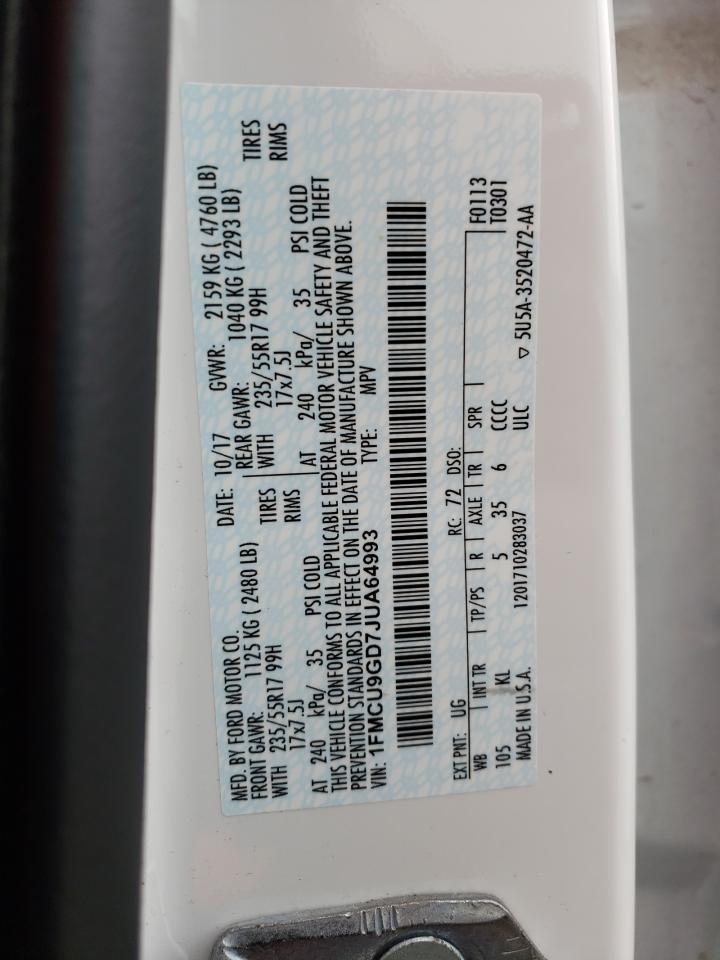 MFD. BY FORD MOTOR CO.
DATE: 10/17 GVWR: 2159 KG ( 4760 LB)
FRONT GAWR: 1125 KG ( 2480 LB)
REAR GAWR: 1040 KG ( 2293 LB)
WITH 235/55R17 99H TIRES
WITH 235/55R17 99H TIRES
17x7.5J RIMS
17x7.5J RIMS
AT 240 kPa/ 35 PSI COLD
AT 240 kPa/ 35 PSI COLD
THIS VEHICLE CONFORMS TO ALL APPLICABLE FEDERAL MOTOR VEHICLE SAFETY AND THEFT
PREVENTION STANDARDS IN EFFECT ON THE DATE OF MANUFACTURE SHOWN ABOVE.
VIN: 1FMCU9GD7JUA64993 TYPE: MPV
EXT PNT: UG RC: 72 DSO: F0113
WB INT TR TP/PS R AXLE TR SPR T0301
105 KL 5 35 6 CCCC
MADE IN U.S.A. 1201710283037 ULC ▽ 5U5A-3520472-AA